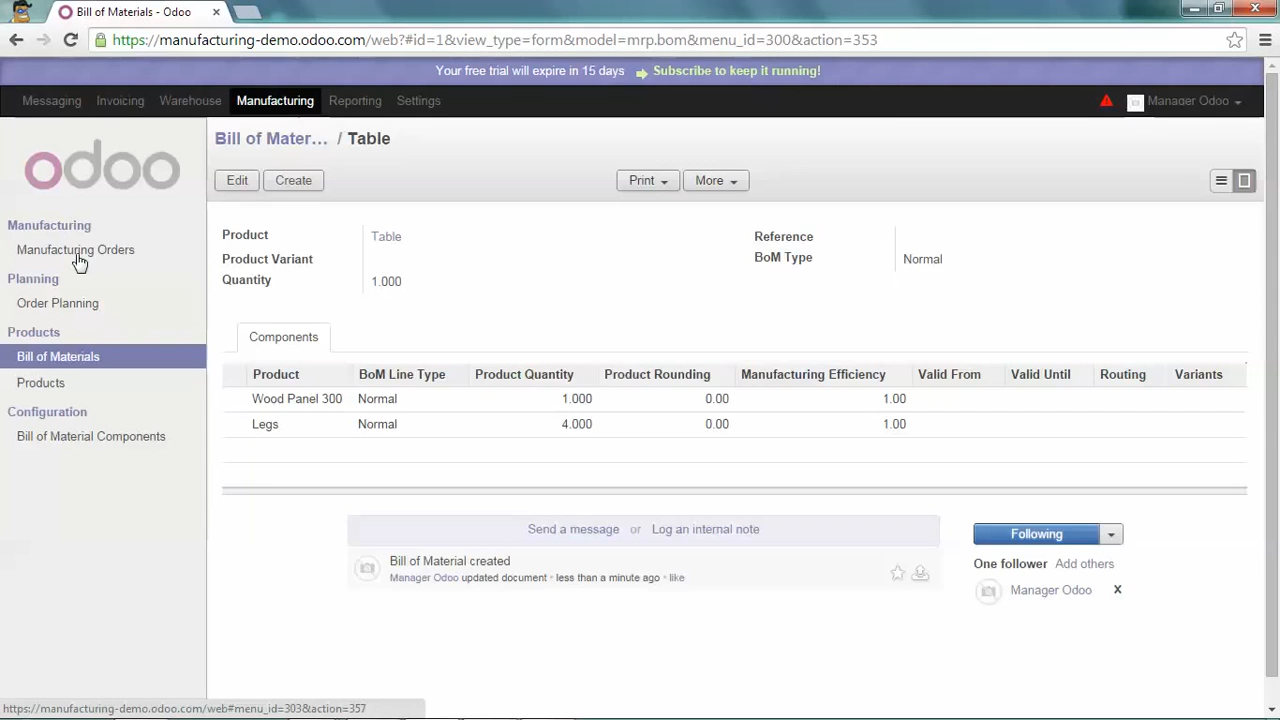 Bill of Materials - Odoo
https://manufacturing-demo.odoo.com/web?#id=1&view_type=form&model=mrp.bom&menu_id=300&action=353
Your free trial will expire in 15 days Subscribe to keep it running!
Messaging Invoicing Warehouse Manufacturing Reporting Settings Manager Odoo
odoo
Bill of Mater... / Table
Edit Create Print More
Manufacturing
Manufacturing Orders
Planning
Order Planning
Products
Bill of Materials
Products
Configuration
Bill of Material Components
Product Table Reference
Product Variant BoM Type Normal
Quantity 1.000
Components
Product BoM Line Type Product Quantity Product Rounding Manufacturing Efficiency Valid From Valid Until Routing Variants
Wood Panel 300 Normal 1.000 0.00 1.00
Legs Normal 4.000 0.00 1.00
Send a message or Log an internal note
Following
Bill of Material created
Manager Odoo updated document • less than a minute ago • like
One follower Add others
Manager Odoo X
https://manufacturing-demo.odoo.com/web#menu_id=303&action=357